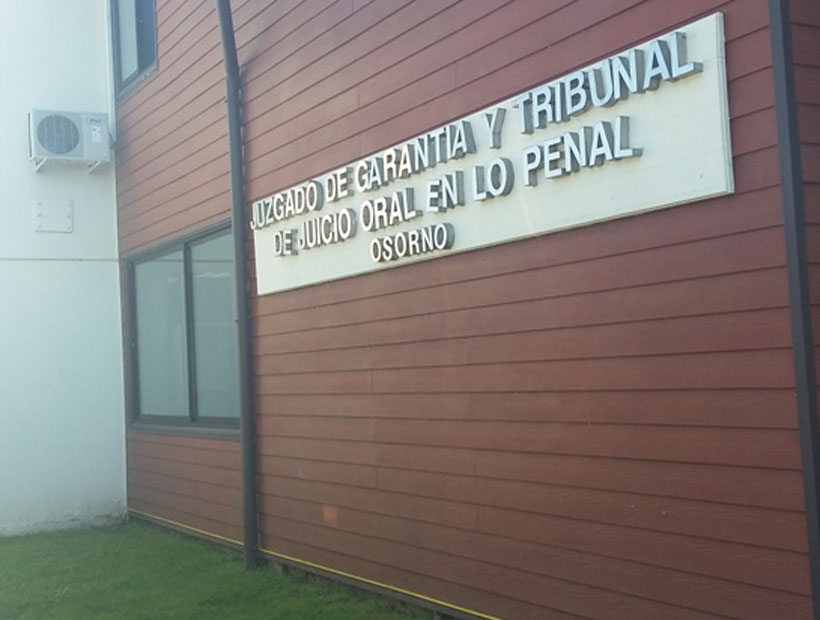 JUZGADO DE GARANTIA Y TRIBUNAL
DE JUICIO ORAL EN LO PENAL
OSORNO